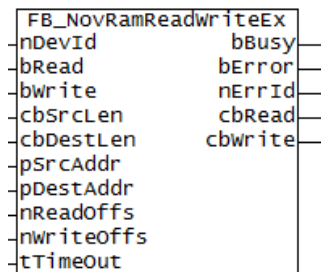 FB_NovRamReadWriteEx
nDevId bBusy
bRead bError
bWrite nErrId
cbSrcLen cbRead
cbDestLen cbWrite
pSrcAddr
pDestAddr
nReadOffs
nWriteOffs
tTimeOut